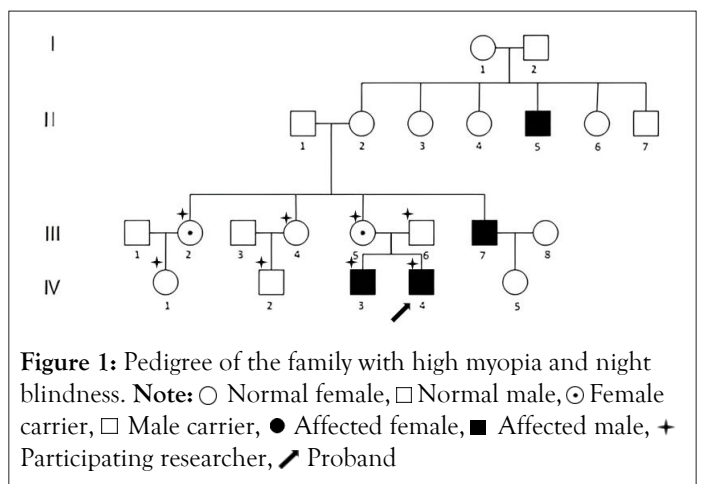 I
1 2
II
1 2 3 4 5 6 7
III
1 2 3 4 5 6 7 8
IV
1 2 3 4 5
Figure 1: Pedigree of the family with high myopia and night
blindness. Note: ○ Normal female, □ Normal male, ⊙ Female
carrier, □ Male carrier, ● Affected female, ■ Affected male, +
Participating researcher, ↗ Proband